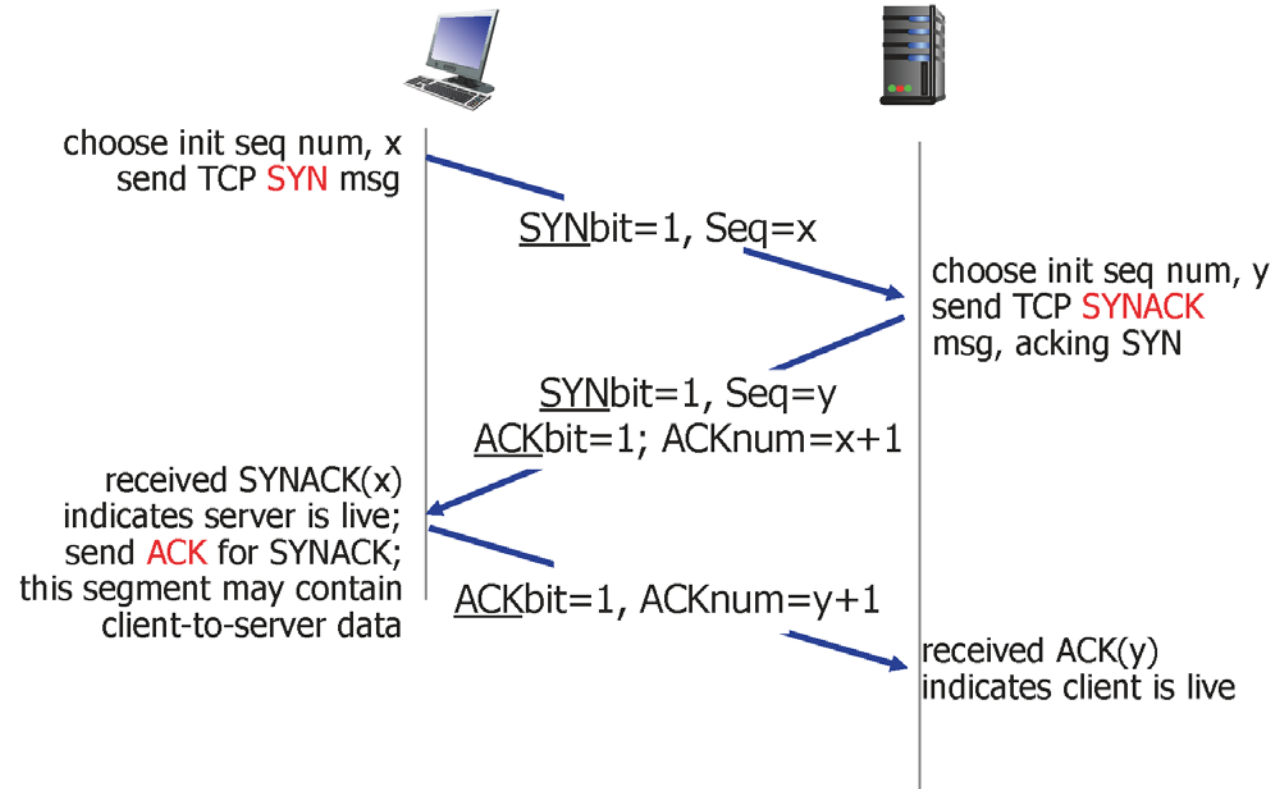 choose init seq num, x
send TCP SYN msg
SYNbit=1, Seq=x
choose init seq num, y
send TCP SYNACK
msg, acking SYN
SYNbit=1, Seq=y
ACKbit=1; ACKnum=x+1
received SYNACK(x)
indicates server is live;
send ACK for SYNACK;
this segment may contain
client-to-server data
ACKbit=1, ACKnum=y+1
received ACK(y)
indicates client is live